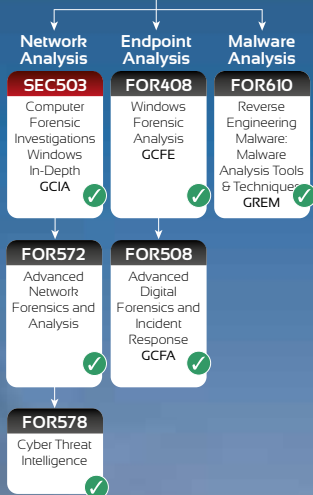 Network
Analysis
SEC503
Computer
Forensic
Investigations
Windows
In-Depth
GCIA
FOR572
Advanced
Network
Forensics and
Analysis
FOR578
Cyber Threat
Intelligence
Endpoint
Analysis
FOR408
Windows
Forensic
Analysis
GCFE
FOR508
Advanced
Digital
Forensics and
Incident
Response
GCFA
Malware
Analysis
FOR610
Reverse
Engineering
Malware:
Malware
Analysis Tools
& Techniques
GREM